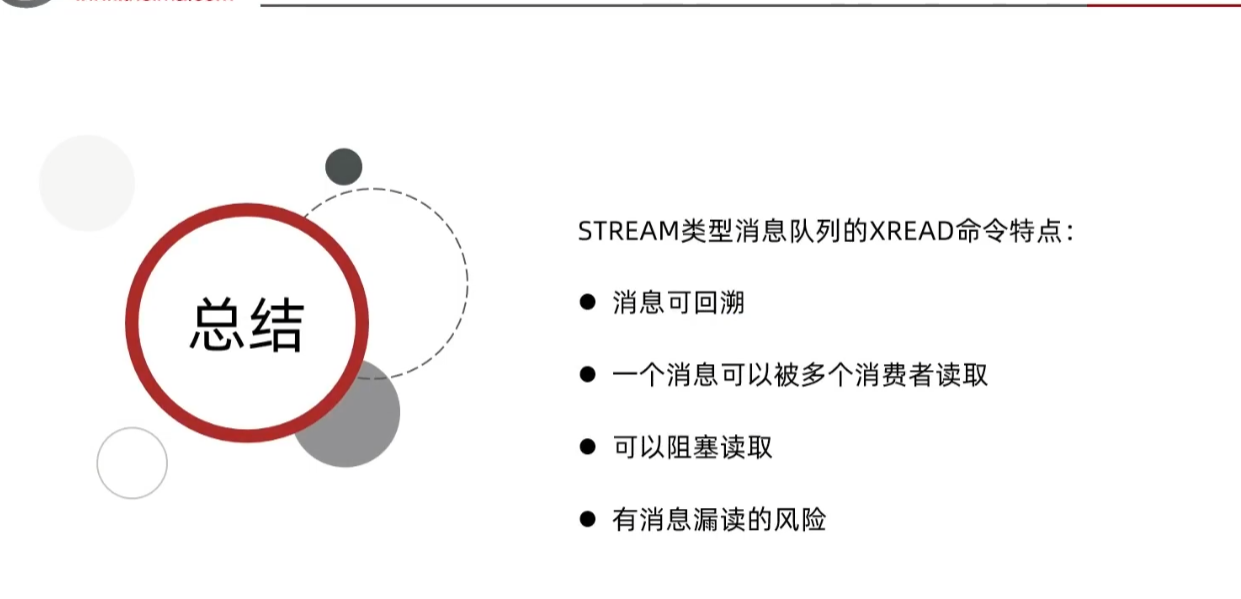 总结
STREAM类型消息队列的XREAD命令特点：
● 消息可回溯
● 一个消息可以被多个消费者读取
● 可以阻塞读取
● 有消息漏读的风险